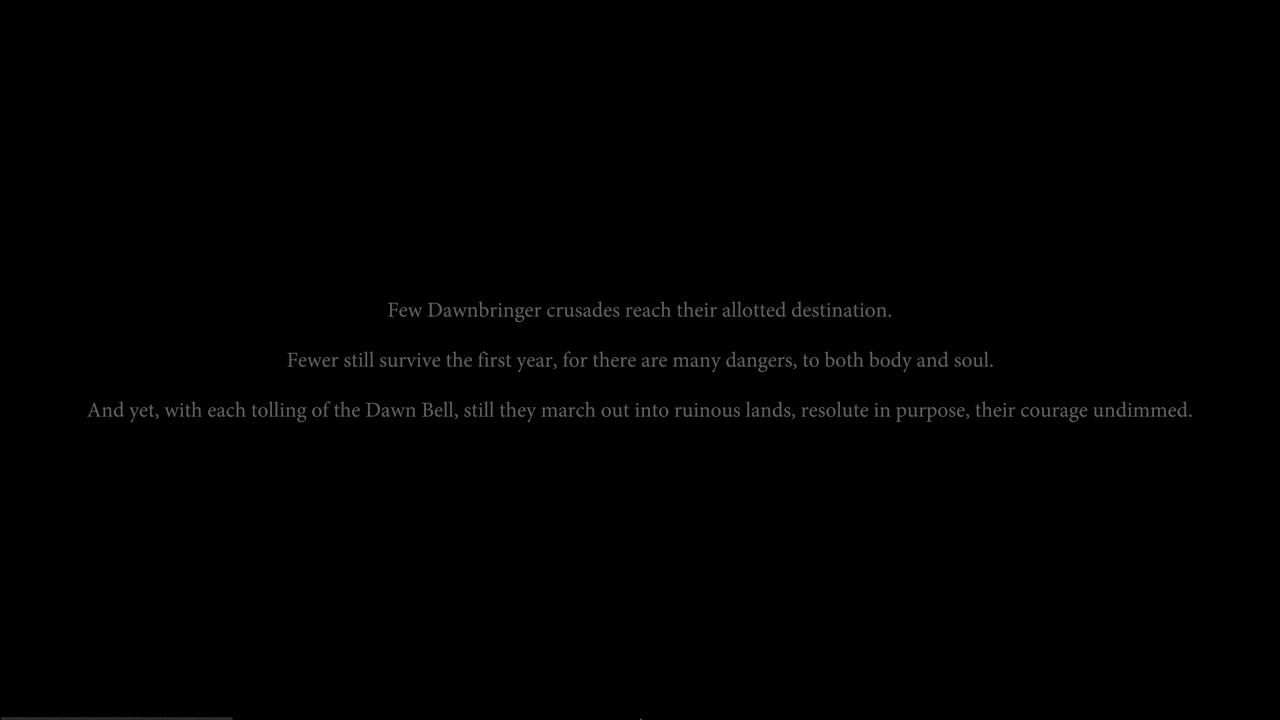 Few Dawnbringer crusades reach their allotted destination.
Fewer still survive the first year, for there are many dangers, to both body and soul.
And yet, with each tolling of the Dawn Bell, still they march out into ruinous lands, resolute in purpose, their courage undimmed.